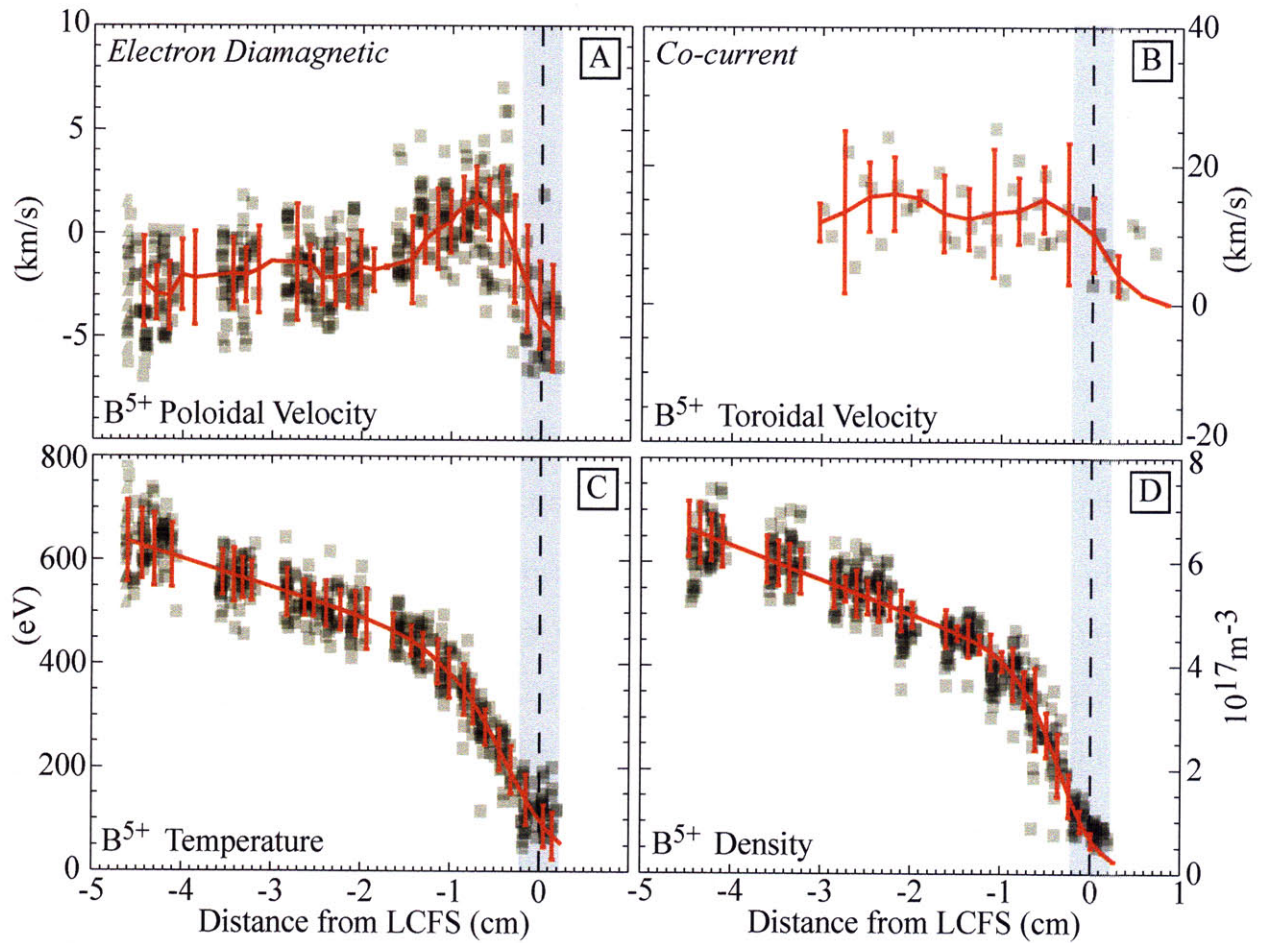 10
5
0
-5
(km/s)
Electron Diamagnetic
A
B⁵⁺ Poloidal Velocity
Co-current
B
B⁵⁺ Toroidal Velocity
40
20
0
-20
(km/s)
800
600
400
200
0
(eV)
C
B⁵⁺ Temperature
D
B⁵⁺ Density
8
6
4
2
0
10¹⁷m⁻³
-5 -4 -3 -2 -1 0
-5 -4 -3 -2 -1 0 1
Distance from LCFS (cm)
Distance from LCFS (cm)